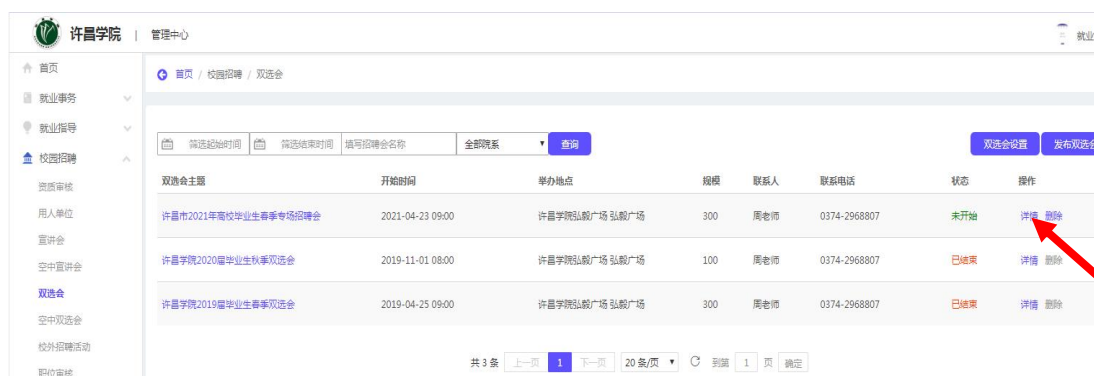 许昌学院 | 管理中心 就业
首页
首页 / 校园招聘 / 双选会
就业事务
就业指导
筛选起始时间 筛选结束时间 填写招聘会名称 全部院系 查询 双选会设置 发布双选会
校园招聘
双选会主题 开始时间 举办地点 规模 联系人 联系电话 状态 操作
资质审核
用人单位
许昌市2021年高校毕业生春季专场招聘会 2021-04-23 09:00 许昌学院弘毅广场 弘毅广场 300 周老师 0374-2968807 未开始 详情 删除
宣讲会
许昌学院2020届毕业生秋季双选会 2019-11-01 08:00 许昌学院弘毅广场 弘毅广场 100 周老师 0374-2968807 已结束 详情 删除
空中宣讲会
双选会
许昌学院2019届毕业生春季双选会 2019-04-25 09:00 许昌学院弘毅广场 弘毅广场 300 周老师 0374-2968807 已结束 详情 删除
空中双选会
校外招聘活动
共 3 条 上一页 1 下一页 20 条/页 到第 1 页 确定
职位审核